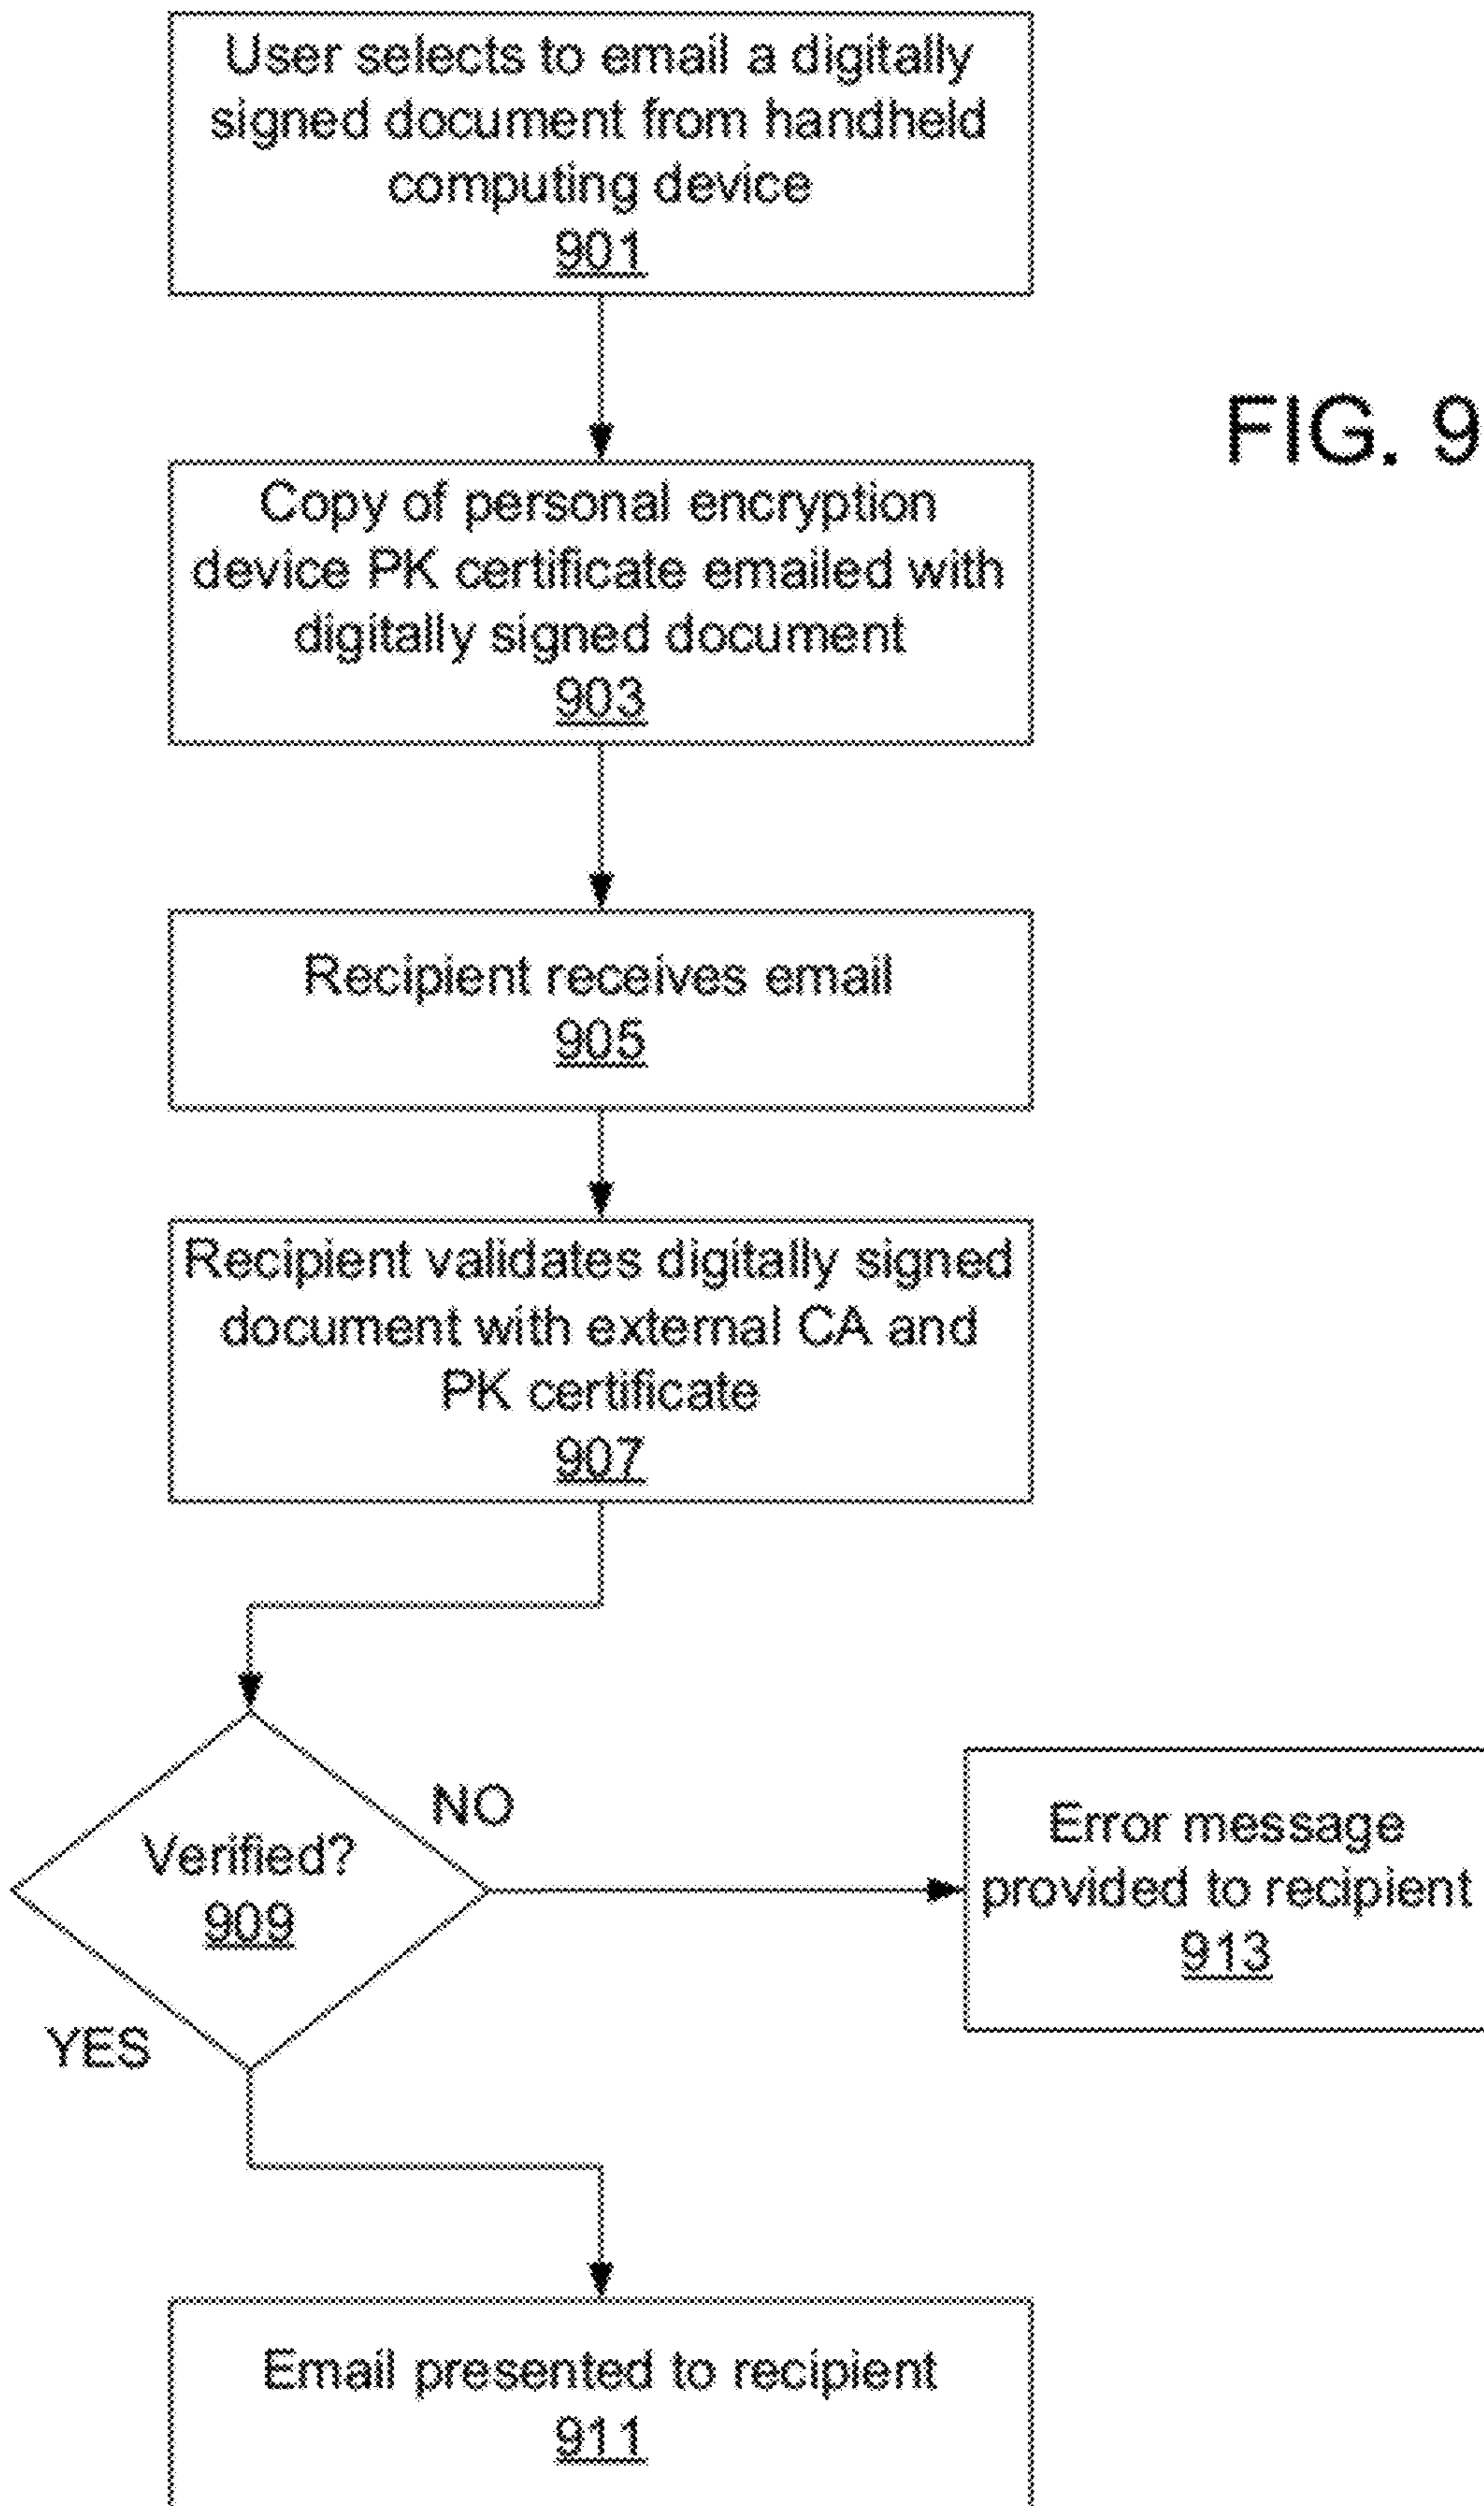 User selects to email a digitally
signed document from handheld
computing device
901
FIG. 9
Copy of personal encryption
device PK certificate emailed with
digitally signed document
903
Recipient receives email
905
Recipient validates digitally signed
document with external CA and
PK certificate
907
NO
Verified?
909
YES
Error message
provided to recipient
913
Email presented to recipient
911